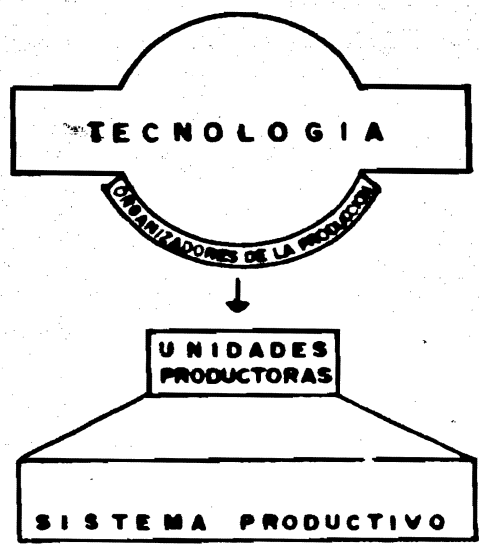 TECNOLOGIA
ORGANIZADORES DE LA PRODUCCION
UNIDADES
PRODUCTORAS
SISTEMA PRODUCTIVO